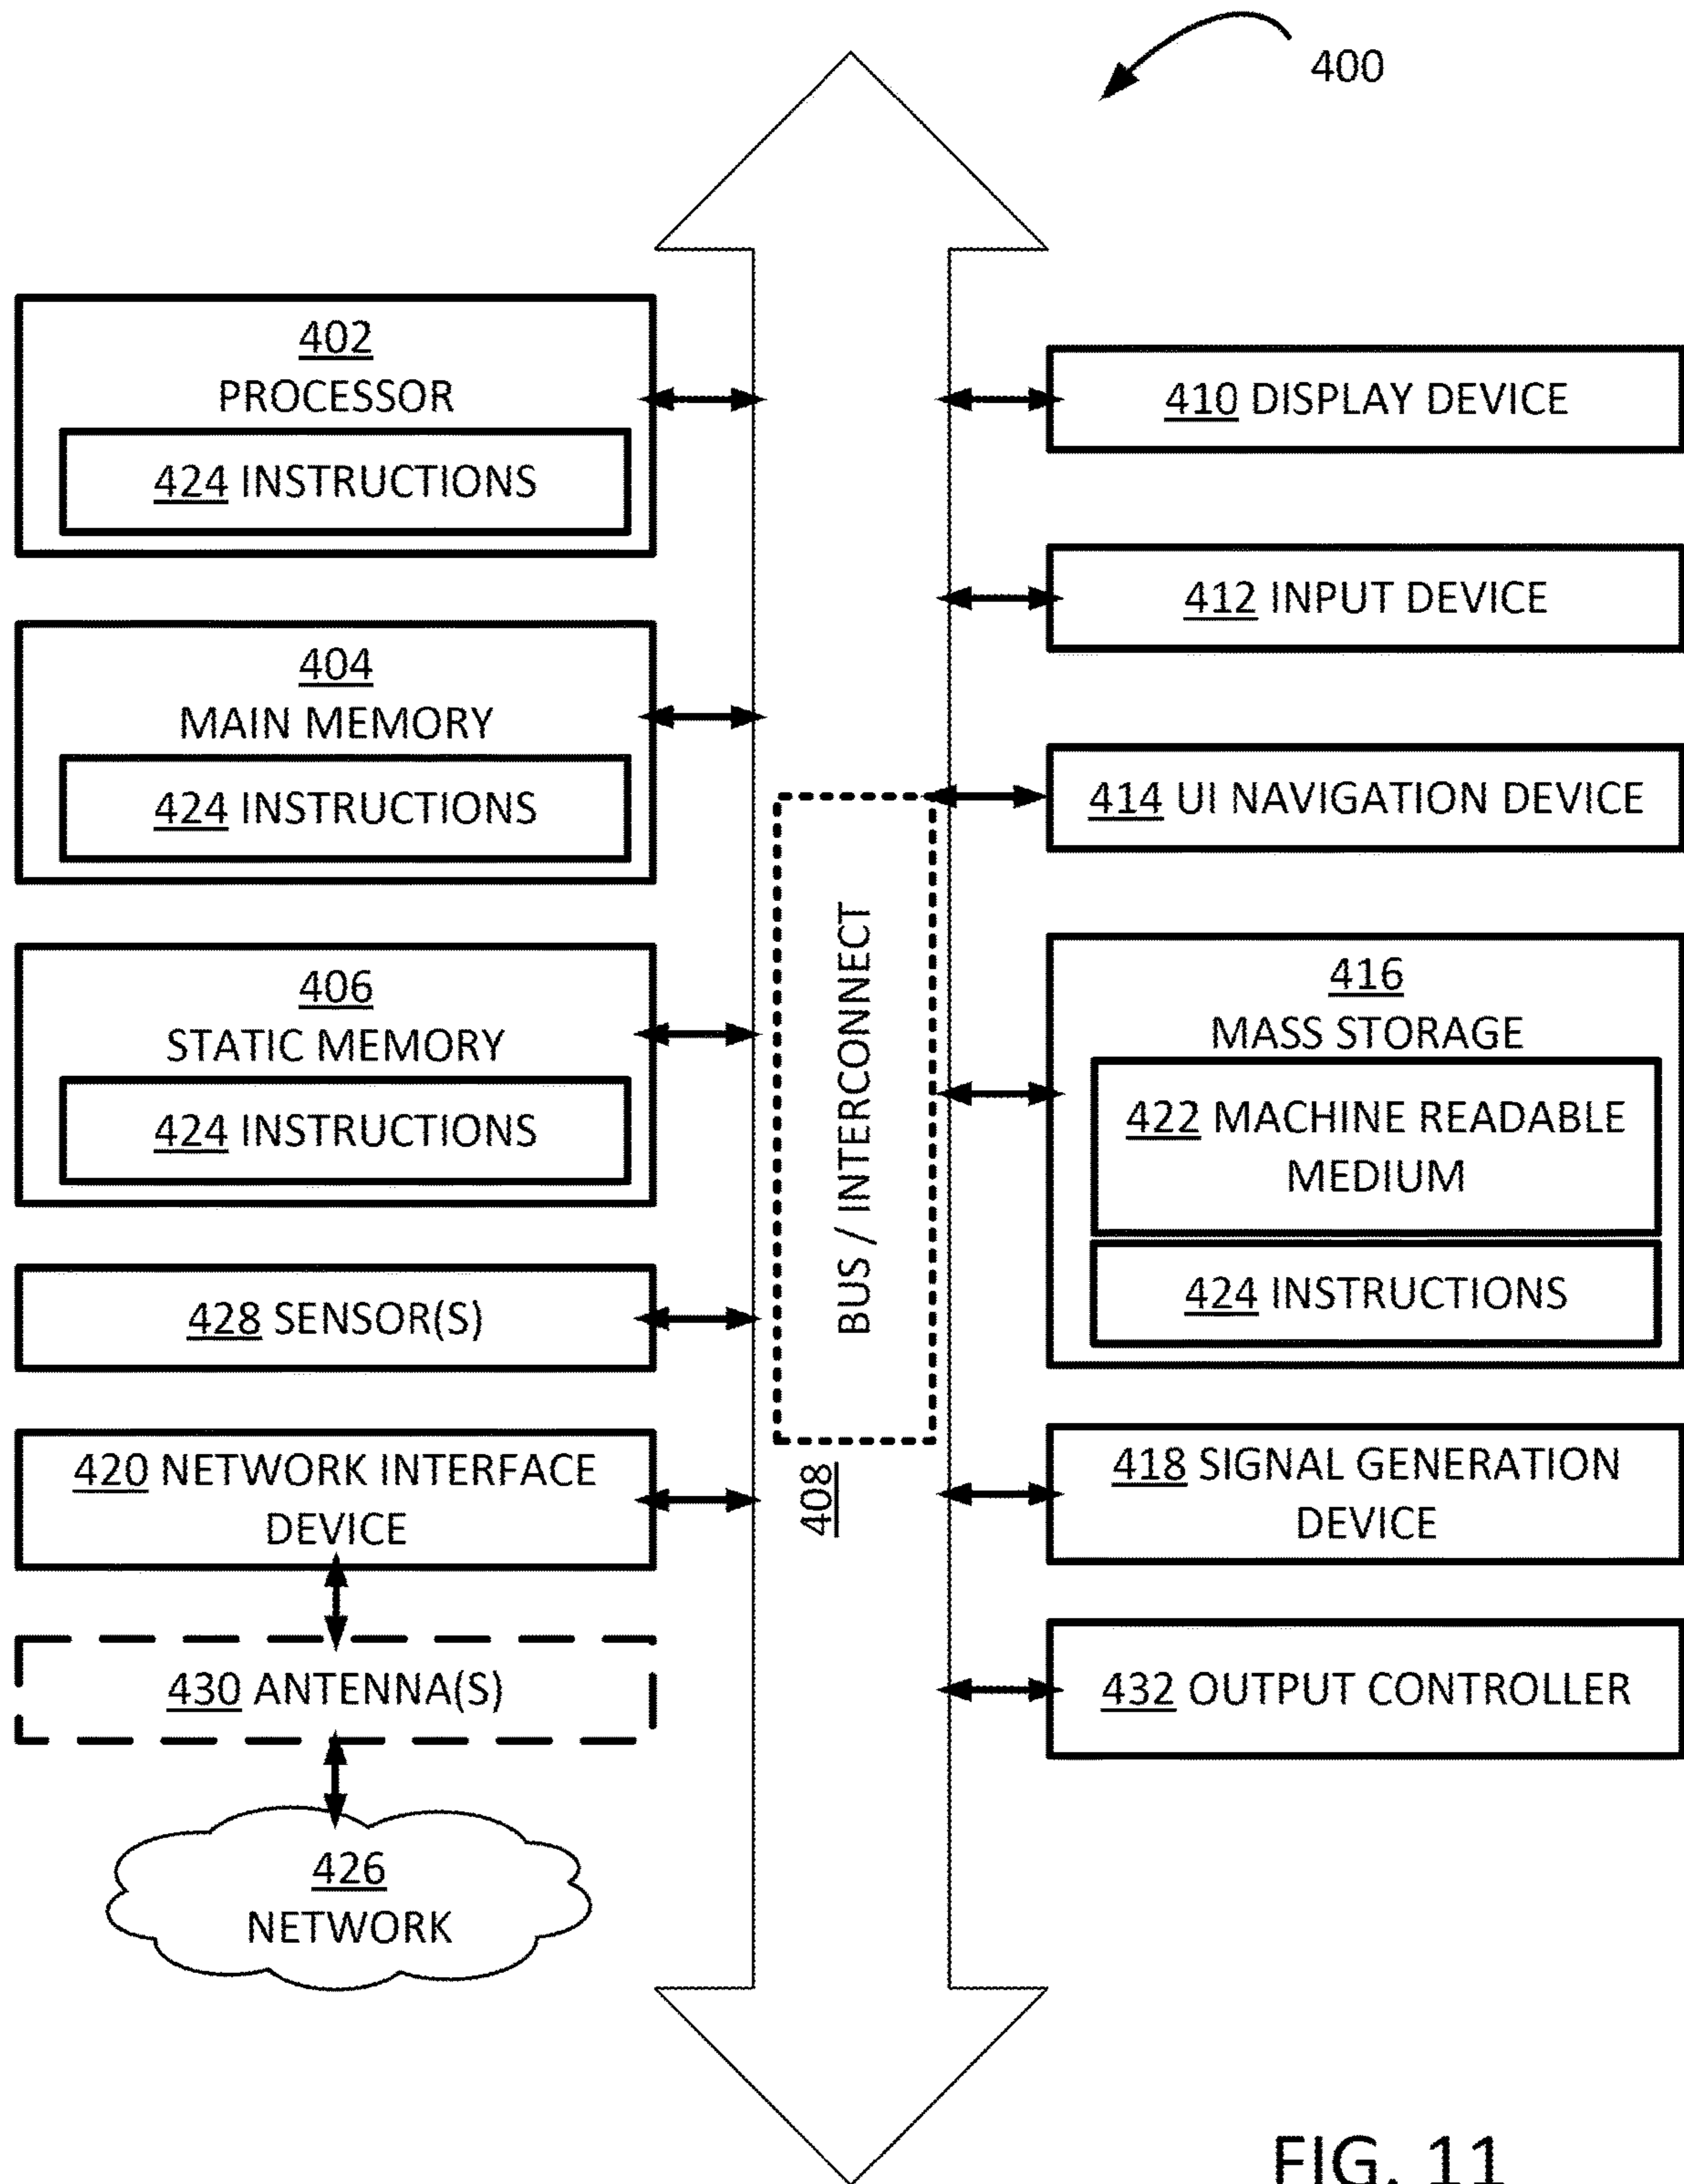 400
402
PROCESSOR
424 INSTRUCTIONS
404
MAIN MEMORY
424 INSTRUCTIONS
406
STATIC MEMORY
424 INSTRUCTIONS
428 SENSOR(S)
420 NETWORK INTERFACE
DEVICE
430 ANTENNA(S)
426
NETWORK
BUS / INTERCONNECT
408
410 DISPLAY DEVICE
412 INPUT DEVICE
414 UI NAVIGATION DEVICE
416
MASS STORAGE
422 MACHINE READABLE
MEDIUM
424 INSTRUCTIONS
418 SIGNAL GENERATION
DEVICE
432 OUTPUT CONTROLLER
FIG. 11